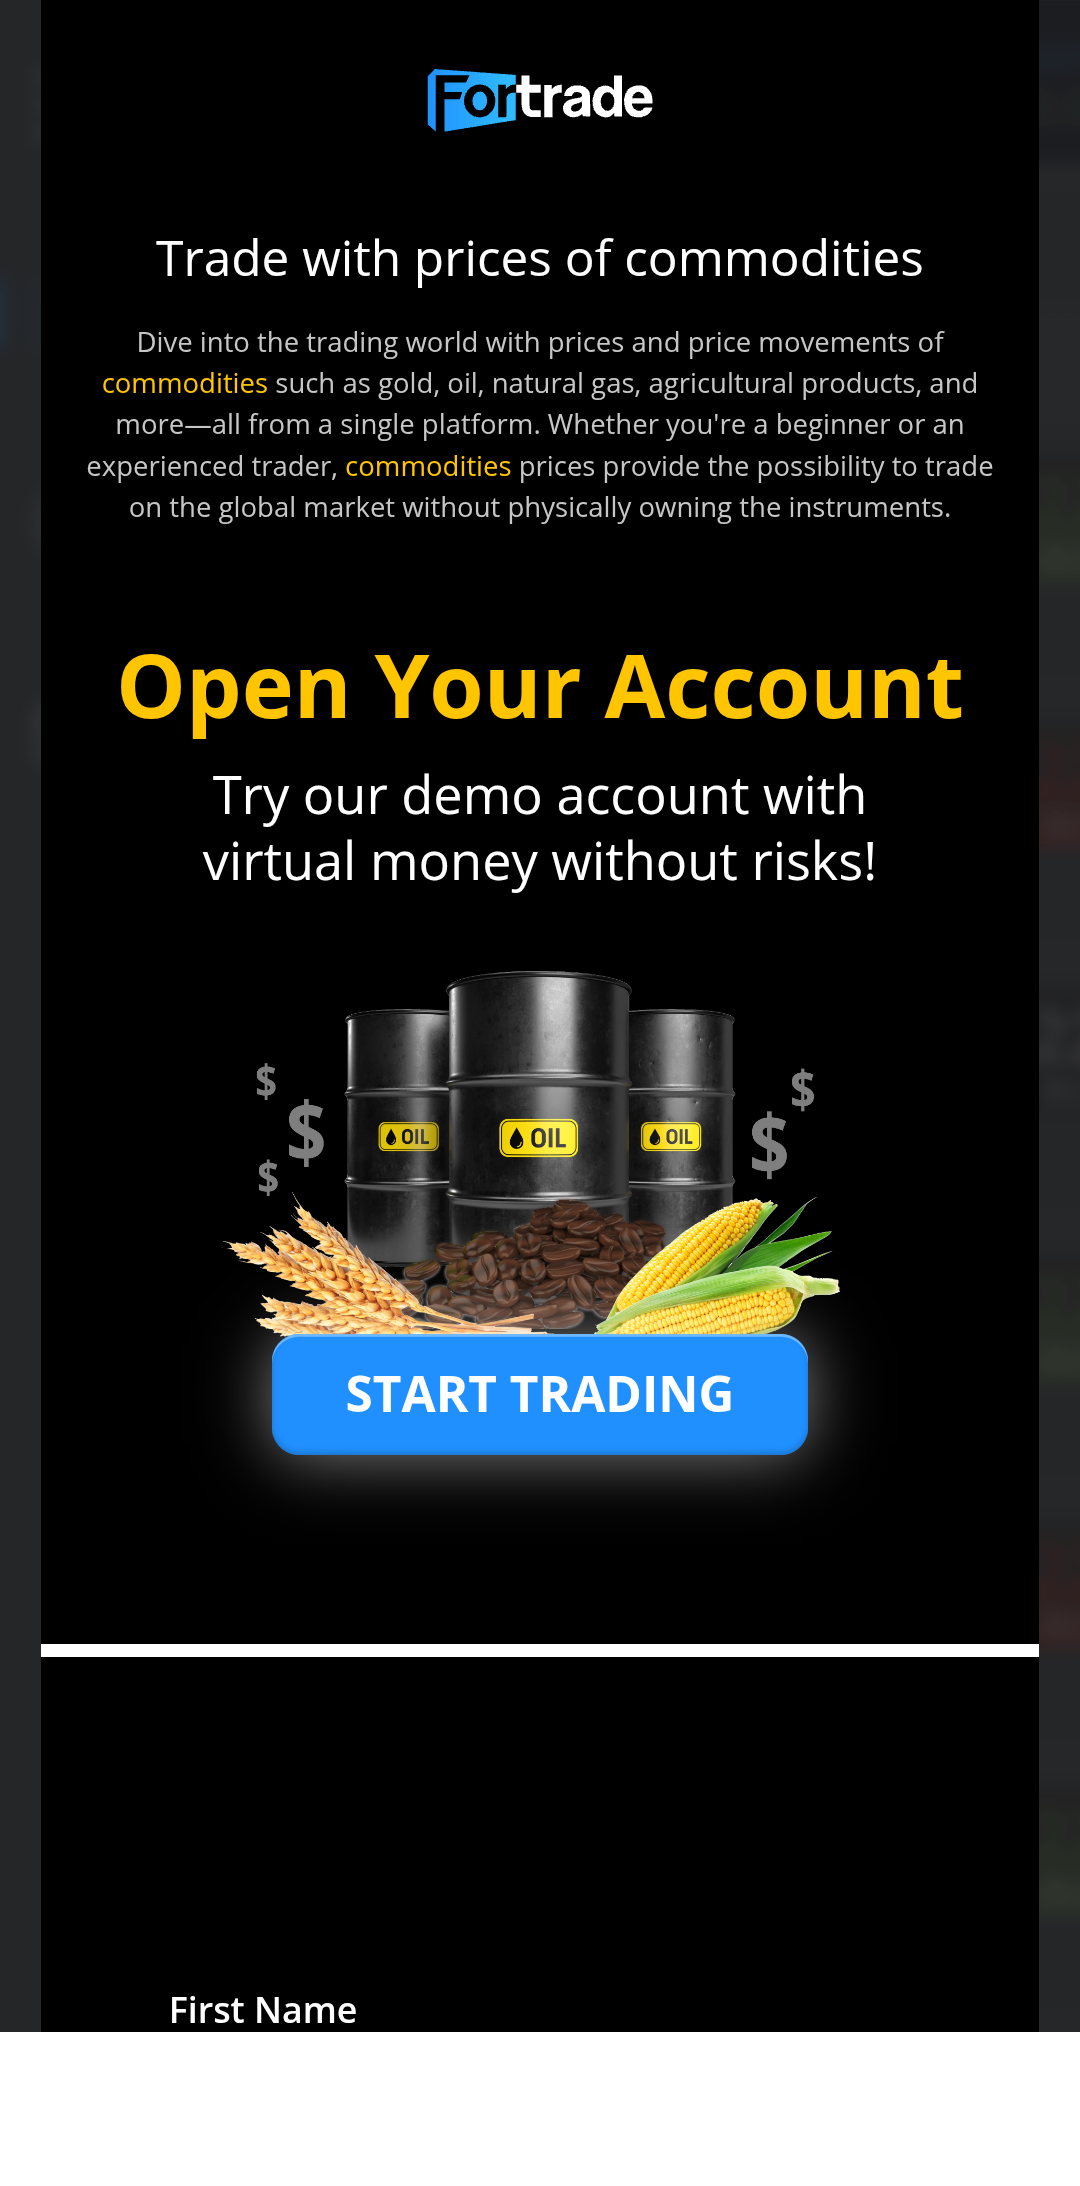 Fortrade
Trade with prices of commodities
Dive into the trading world with prices and price movements of
commodities such as gold, oil, natural gas, agricultural products, and
more—all from a single platform. Whether you're a beginner or an
experienced trader, commodities prices provide the possibility to trade
on the global market without physically owning the instruments.
Open Your Account
Try our demo account with
virtual money without risks!
$ $ $ $ $
OIL OIL OIL
START TRADING
First Name